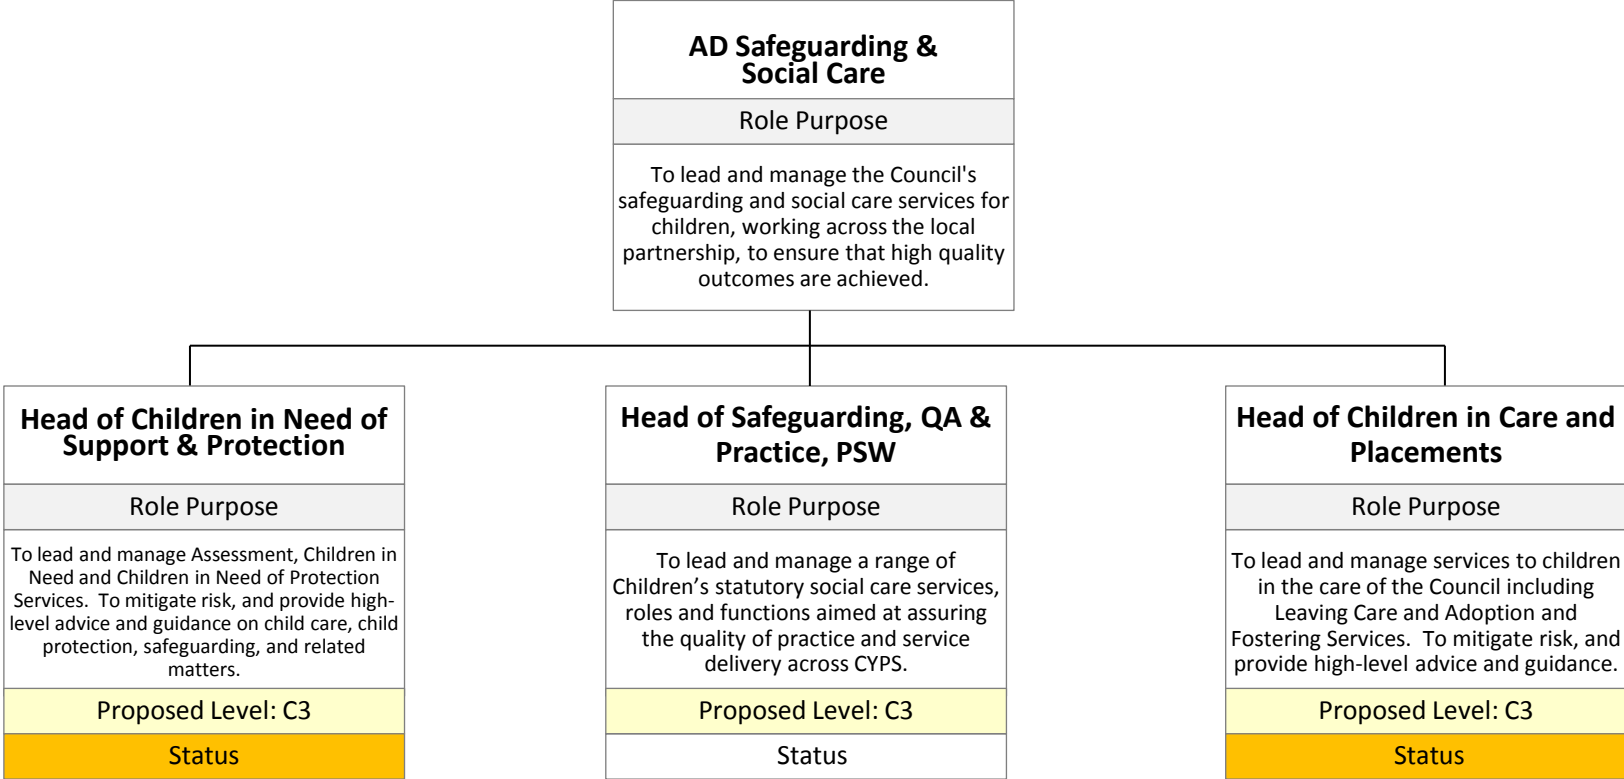 AD Safeguarding &
Social Care
Role Purpose
To lead and manage the Council's
safeguarding and social care services for
children, working across the local
partnership, to ensure that high quality
outcomes are achieved.
Head of Children in Need of
Support & Protection
Role Purpose
To lead and manage Assessment, Children in
Need and Children in Need of Protection
Services.  To mitigate risk, and provide high-
level advice and guidance on child care, child
protection, safeguarding, and related
matters.
Proposed Level: C3
Status
Head of Safeguarding, QA &
Practice, PSW
Role Purpose
To lead and manage a range of
Children’s statutory social care services,
roles and functions aimed at assuring
the quality of practice and service
delivery across CYPS.
Proposed Level: C3
Status
Head of Children in Care and
Placements
Role Purpose
To lead and manage services to children
in the care of the Council including
Leaving Care and Adoption and
Fostering Services.  To mitigate risk, and
provide high-level advice and guidance.
Proposed Level: C3
Status